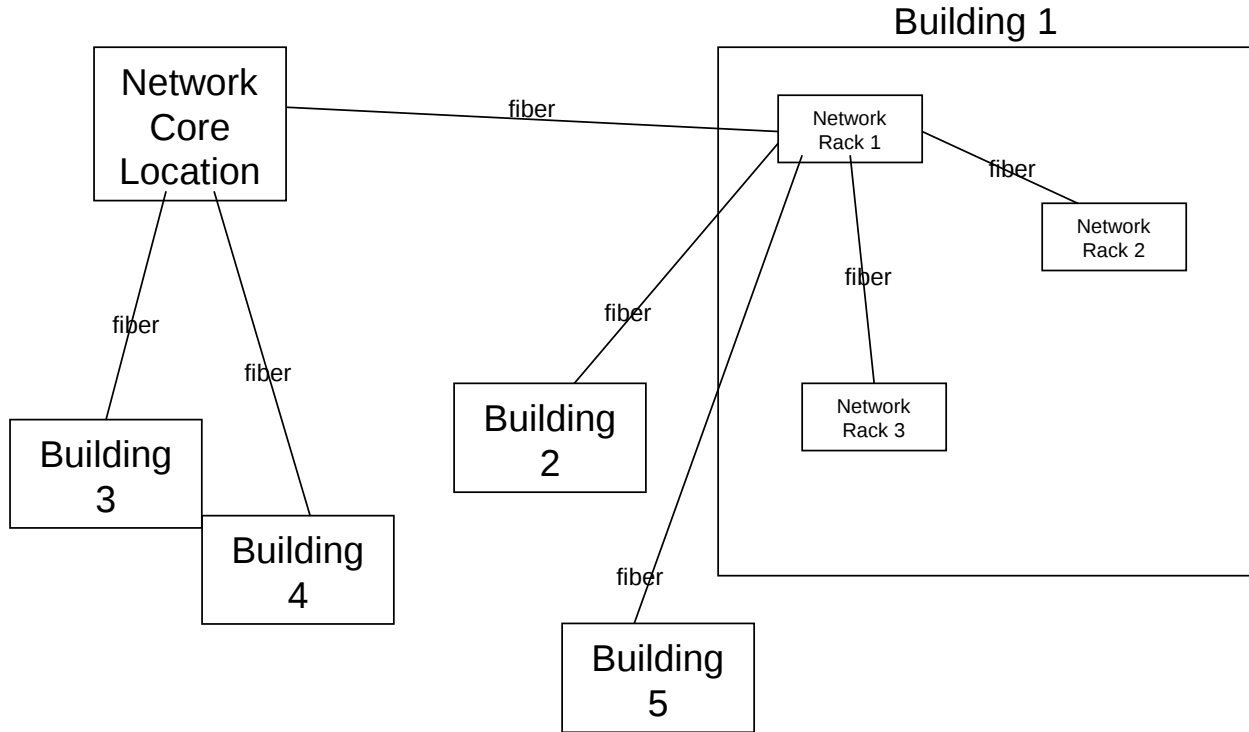 Building 1
Network
Core
Location
fiber
Network
Rack 1
fiber
Network
Rack 2
fiber
fiber
fiber
fiber
Network
Rack 3
Building
2
Building
3
Building
4
fiber
Building
5